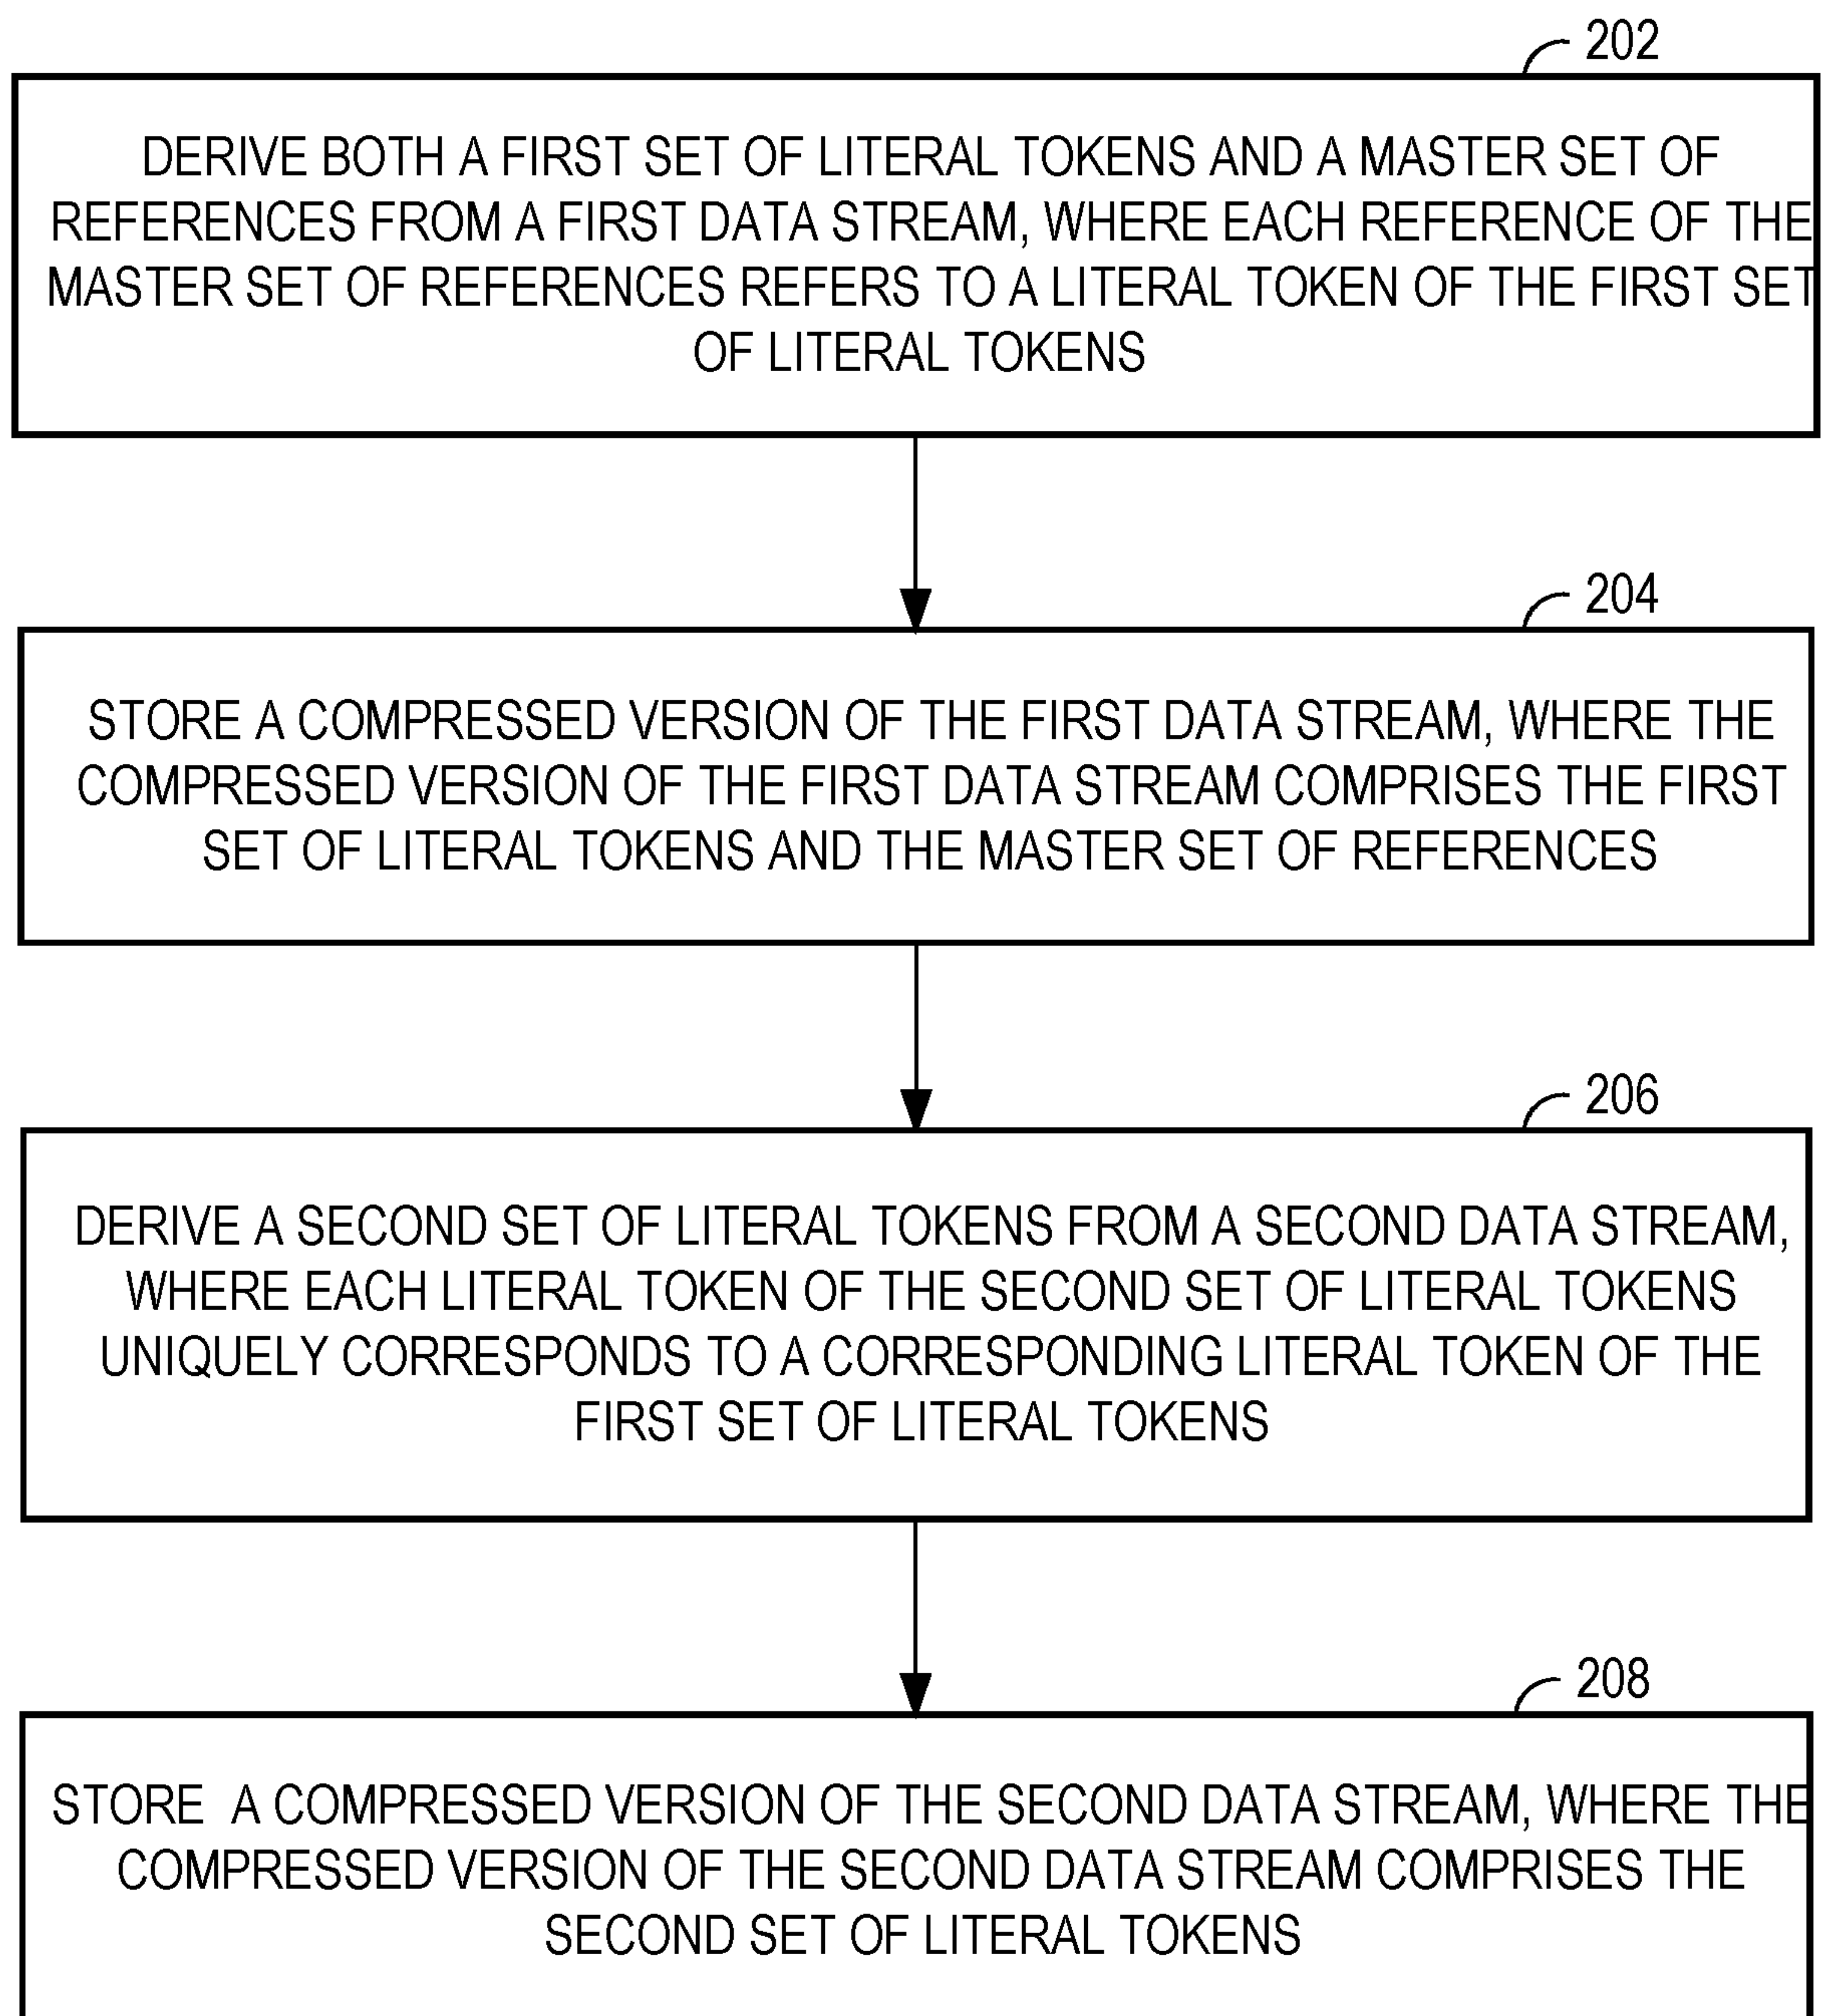 202
DERIVE BOTH A FIRST SET OF LITERAL TOKENS AND A MASTER SET OF
REFERENCES FROM A FIRST DATA STREAM, WHERE EACH REFERENCE OF THE
MASTER SET OF REFERENCES REFERS TO A LITERAL TOKEN OF THE FIRST SET
OF LITERAL TOKENS
204
STORE A COMPRESSED VERSION OF THE FIRST DATA STREAM, WHERE THE
COMPRESSED VERSION OF THE FIRST DATA STREAM COMPRISES THE FIRST
SET OF LITERAL TOKENS AND THE MASTER SET OF REFERENCES
206
DERIVE A SECOND SET OF LITERAL TOKENS FROM A SECOND DATA STREAM,
WHERE EACH LITERAL TOKEN OF THE SECOND SET OF LITERAL TOKENS
UNIQUELY CORRESPONDS TO A CORRESPONDING LITERAL TOKEN OF THE
FIRST SET OF LITERAL TOKENS
208
STORE A COMPRESSED VERSION OF THE SECOND DATA STREAM, WHERE THE
COMPRESSED VERSION OF THE SECOND DATA STREAM COMPRISES THE
SECOND SET OF LITERAL TOKENS